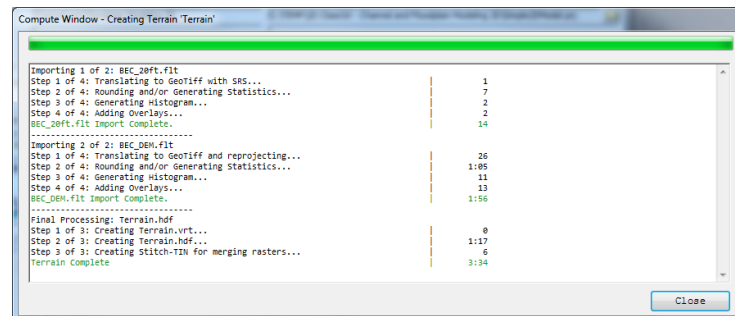 Compute Window - Creating Terrain 'Terrain'
Importing 1 of 2: BEC_20ft.flt
Step 1 of 4: Translating to GeoTiff with SRS... | 1
Step 2 of 4: Rounding and/or Generating Statistics... | 7
Step 3 of 4: Generating Histogram... | 2
Step 4 of 4: Adding Overlays... | 2
BEC_20ft.flt Import Complete. | 14
--------------------------------
Importing 2 of 2: BEC_DEM.flt
Step 1 of 4: Translating to GeoTiff and reprojecting... | 26
Step 2 of 4: Rounding and/or Generating Statistics... | 1:05
Step 3 of 4: Generating Histogram... | 11
Step 4 of 4: Adding Overlays... | 13
BEC_DEM.flt Import Complete. | 1:56
--------------------------------
Final Processing: Terrain.hdf
Step 1 of 3: Creating Terrain.vrt... | 0
Step 2 of 3: Creating Terrain.hdf... | 1:17
Step 3 of 3: Creating Stitch-TIN for merging rasters... | 6
Terrain Complete | 3:34
Close